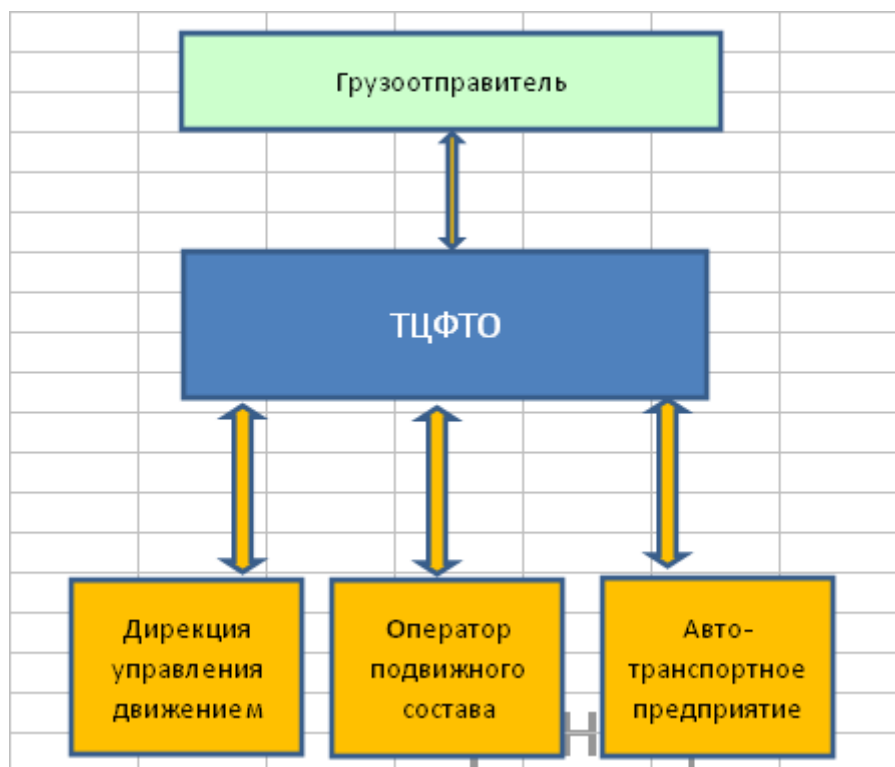 Грузоотправитель
ТЦФТО
Дирекция
управления
движением
Оператор
подвижного
состава
Авто-
транспортное
предприятие